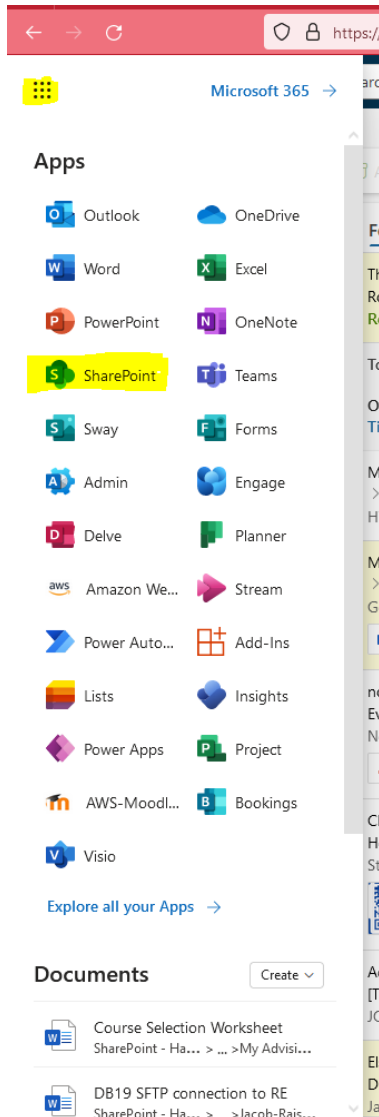 https://
Microsoft 365 →
Apps
Outlook OneDrive
Word Excel
PowerPoint OneNote
SharePoint Teams
Sway Forms
Admin Engage
Delve Planner
aws Amazon We... Stream
Power Auto... Add-Ins
Lists Insights
Power Apps Project
AWS-Moodl... Bookings
Visio
Explore all your Apps →
Documents Create
Course Selection Worksheet
SharePoint - Ha... > ... >My Advisi...
DB19 SFTP connection to RE
SharePoint - Ha... > ... >Jacob-Rais...